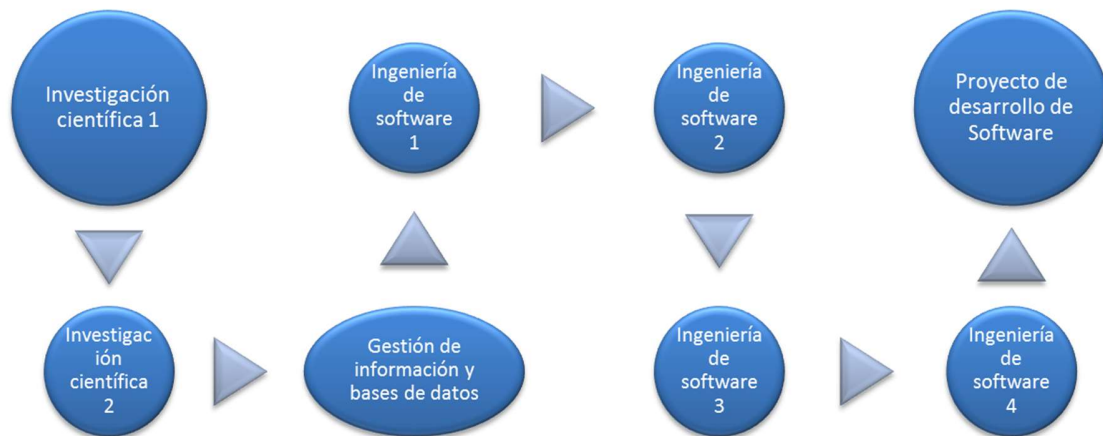 Investigación
científica 1
Investigac
ión
científica
2
Gestión de
información y
bases de datos
Ingeniería
de
software
1
Ingeniería
de
software
2
Ingeniería
de
software
3
Ingeniería
de
software
4
Proyecto de
desarrollo de
Software